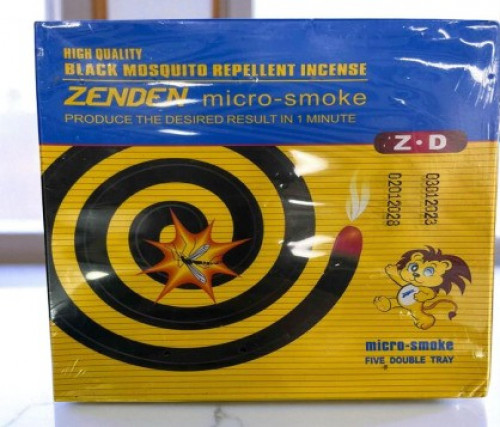 HIGH QUALITY
BLACK MOSQUITO REPELLENT INCENSE
ZENDEN micro-smoke
PRODUCE THE DESIRED RESULT IN 1 MINUTE
Z·D
03012023
02012028
micro-smoke
FIVE DOUBLE TRAY